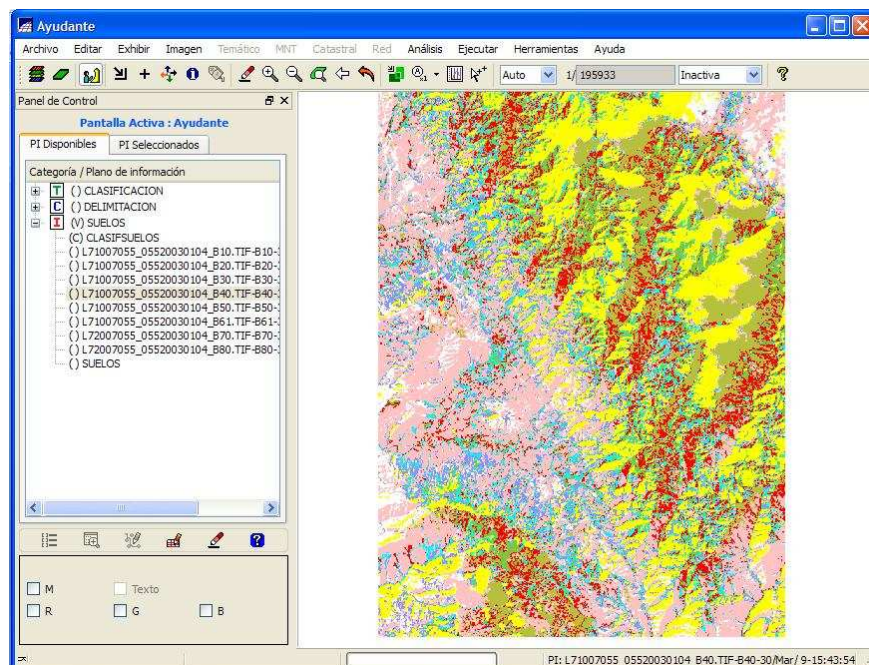 Ayudante
Archivo Editar Exhibir Imagen Temático MNT Catastral Red Análisis Ejecutar Herramientas Ayuda
Auto 1/ 195933 Inactiva
Panel de Control
Pantalla Activa : Ayudante
PI Disponibles PI Seleccionados
Categoría / Plano de información
T () CLASIFICACION
C () DELIMITACION
I (V) SUELOS
(C) CLASIFSUELOS
() L71007055_05520030104_B10.TIF-B10-
() L71007055_05520030104_B20.TIF-B20-
() L71007055_05520030104_B30.TIF-B30-
() L71007055_05520030104_B40.TIF-B40-
() L71007055_05520030104_B50.TIF-B50-
() L71007055_05520030104_B61.TIF-B61-
() L72007055_05520030104_B70.TIF-B70-
() L72007055_05520030104_B80.TIF-B80-
() SUELOS
M Texto
R G B
PI: L71007055_05520030104_B40.TIF-B40-30/Mar/ 9-15:43:54